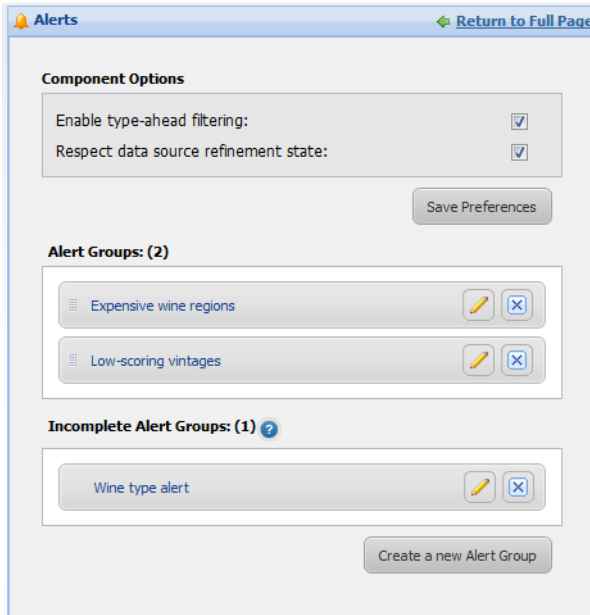 Alerts
Return to Full Page
Component Options
Enable type-ahead filtering:
Respect data source refinement state:
Save Preferences
Alert Groups: (2)
Expensive wine regions
Low-scoring vintages
Incomplete Alert Groups: (1) ?
Wine type alert
Create a new Alert Group